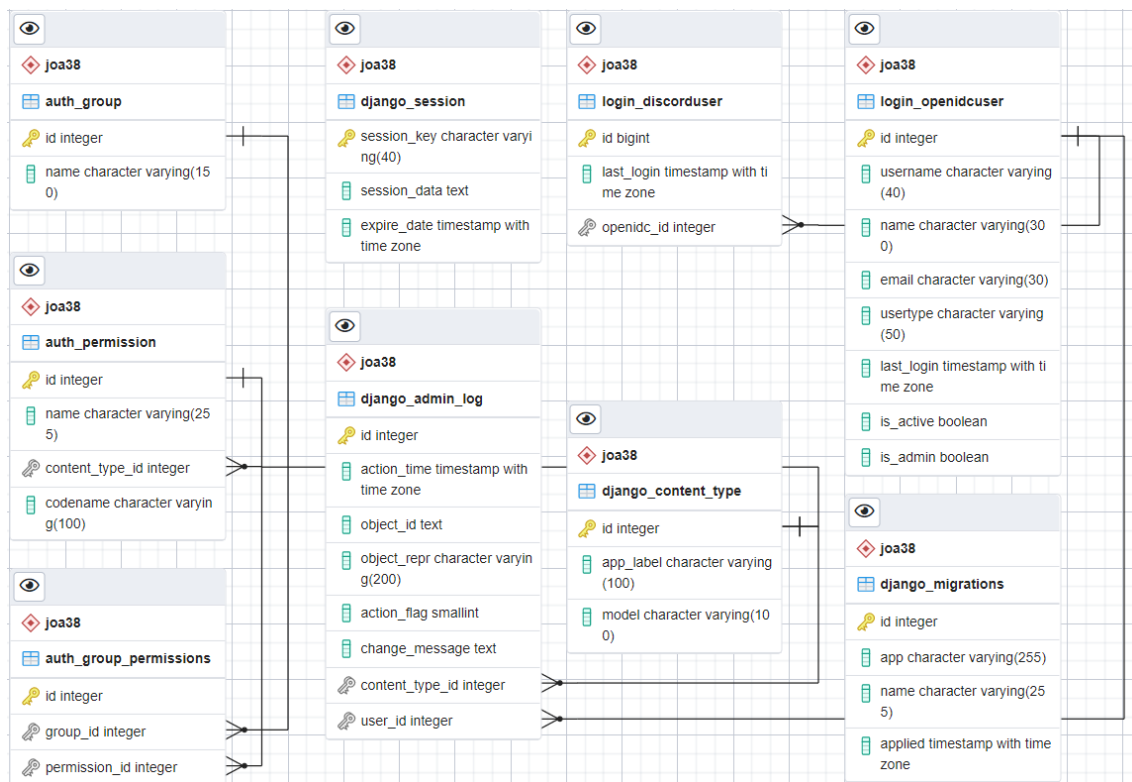 joa38
auth_group
id integer
name character varying(15
0)
joa38
auth_permission
id integer
name character varying(25
5)
content_type_id integer
codename character varyin
g(100)
joa38
auth_group_permissions
id integer
group_id integer
permission_id integer
joa38
django_session
session_key character varyi
ng(40)
session_data text
expire_date timestamp with
time zone
joa38
django_admin_log
id integer
action_time timestamp with
time zone
object_id text
object_repr character varyin
g(200)
action_flag smallint
change_message text
content_type_id integer
user_id integer
joa38
login_discorduser
id bigint
last_login timestamp with ti
me zone
openidc_id integer
joa38
django_content_type
id integer
app_label character varying
(100)
model character varying(10
0)
joa38
login_openidcuser
id integer
username character varying
(40)
name character varying(30
0)
email character varying(30)
usertype character varying
(50)
last_login timestamp with ti
me zone
is_active boolean
is_admin boolean
joa38
django_migrations
id integer
app character varying(255)
name character varying(25
5)
applied timestamp with time
zone